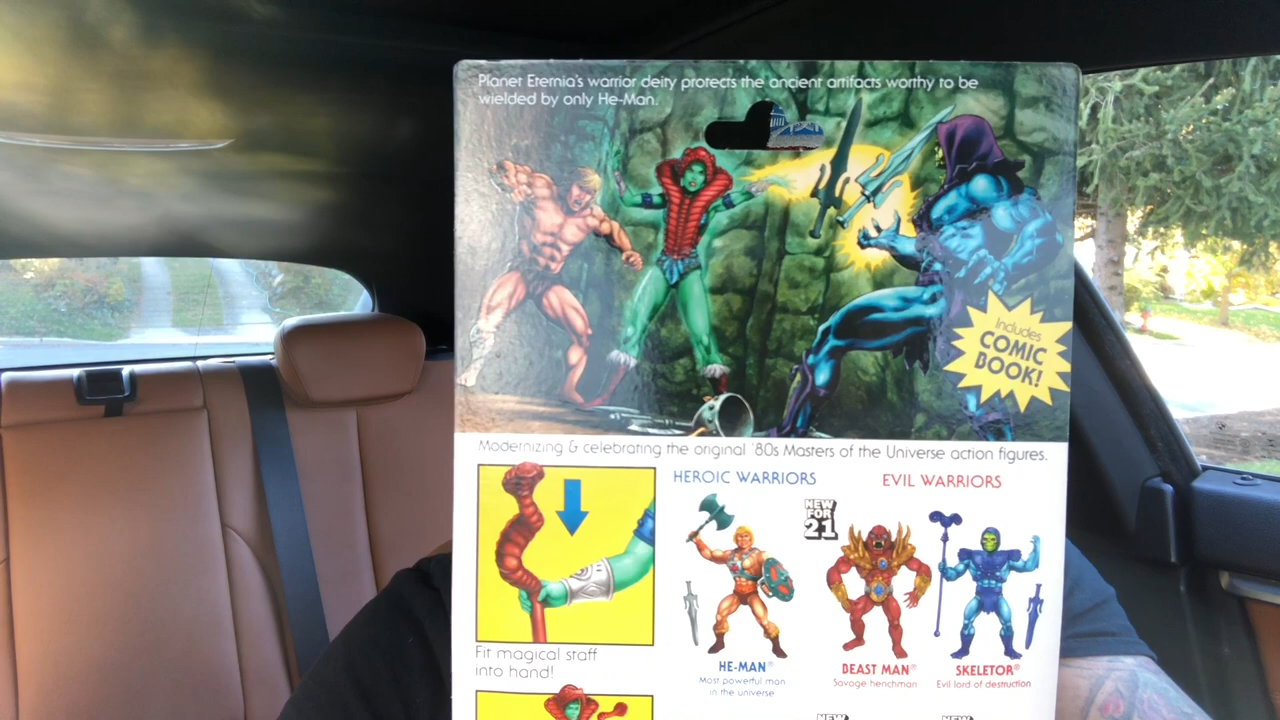 Planet Eternia's warrior deity protects the ancient artifacts worthy to be
wielded by only He-Man.
Includes
COMIC
BOOK!
Modernizing & celebrating the original '80s Masters of the Universe action figures.
HEROIC WARRIORS
EVIL WARRIORS
NEW
FOR
21
Fit magical staff
into hand!
HE-MAN®
Most powerful man
in the universe
BEAST MAN®
Savage henchman
SKELETOR®
Evil lord of destruction
NEW
NEW